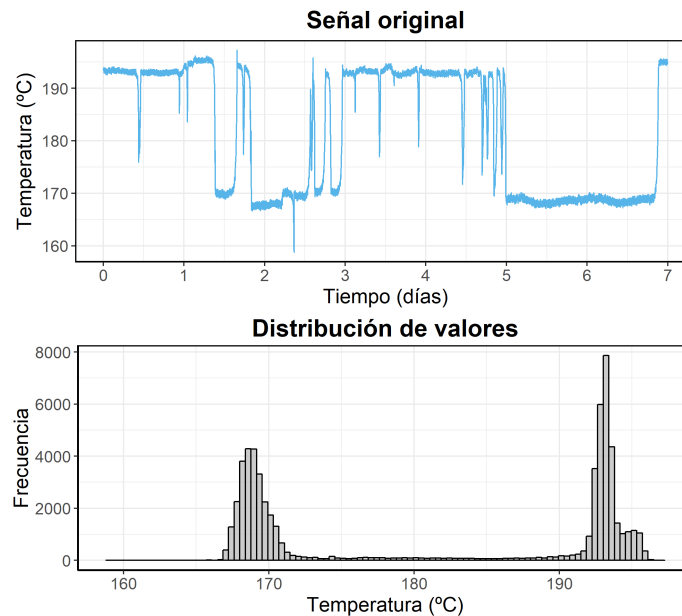 Señal original
Temperatura (ºC)
190
180
170
160
0 1 2 3 4 5 6 7
Tiempo (días)
Distribución de valores
Frecuencia
8000
6000
4000
2000
0
160 170 180 190
Temperatura (ºC)